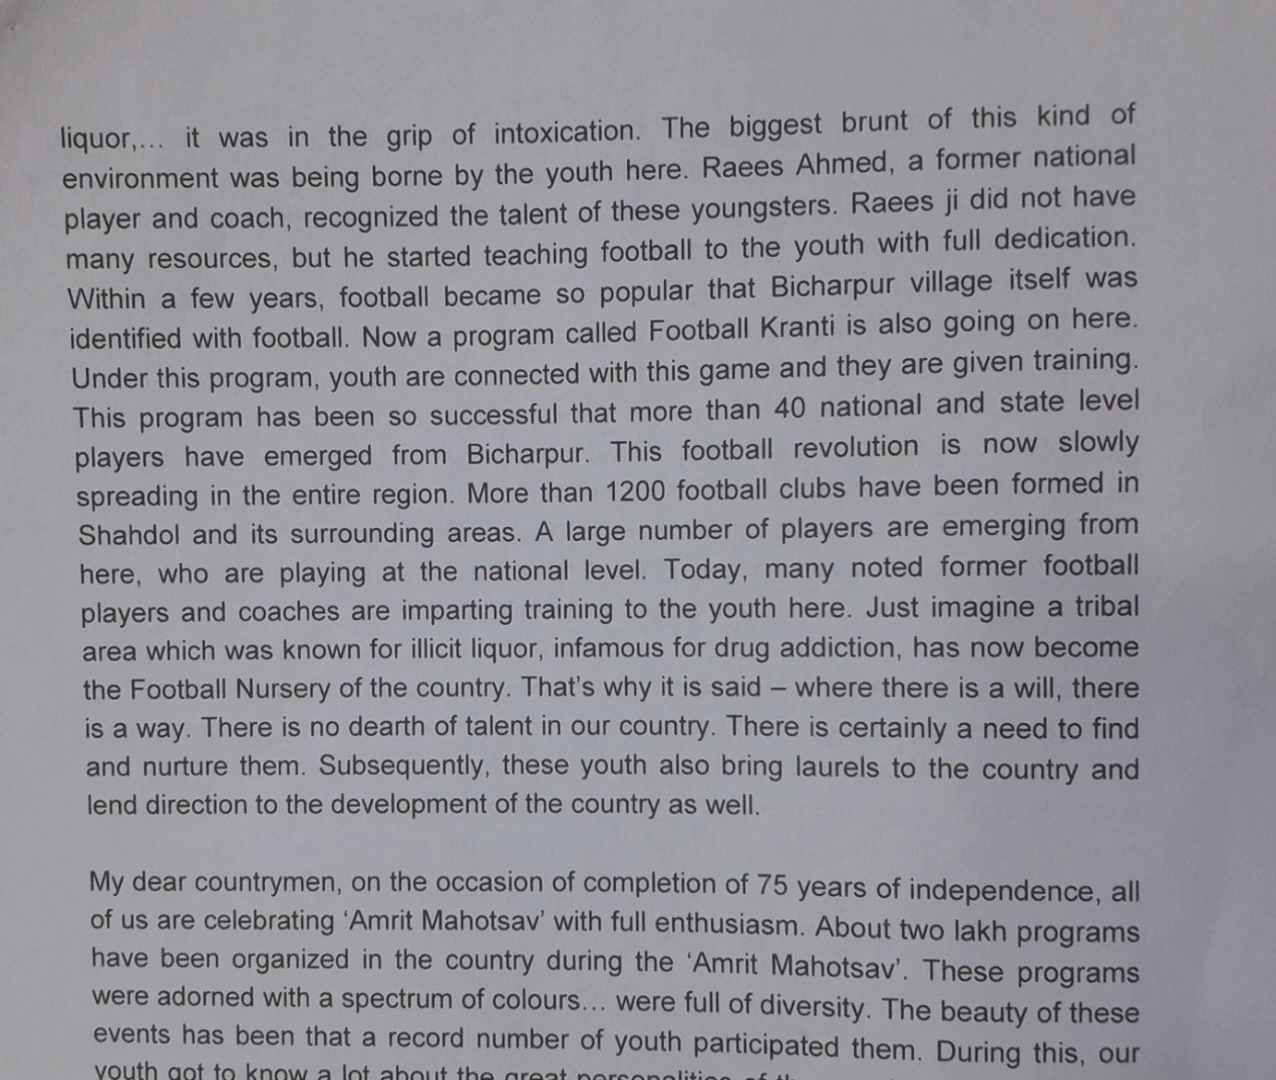 liquor,... it was in the grip of intoxication. The biggest brunt of this kind of
environment was being borne by the youth here. Raees Ahmed, a former national
player and coach, recognized the talent of these youngsters. Raees ji did not have
many resources, but he started teaching football to the youth with full dedication.
Within a few years, football became so popular that Bicharpur village itself was
identified with football. Now a program called Football Kranti is also going on here.
Under this program, youth are connected with this game and they are given training.
This program has been so successful that more than 40 national and state level
players have emerged from Bicharpur. This football revolution is now slowly
spreading in the entire region. More than 1200 football clubs have been formed in
Shahdol and its surrounding areas. A large number of players are emerging from
here, who are playing at the national level. Today, many noted former football
players and coaches are imparting training to the youth here. Just imagine a tribal
area which was known for illicit liquor, infamous for drug addiction, has now become
the Football Nursery of the country. That's why it is said – where there is a will, there
is a way. There is no dearth of talent in our country. There is certainly a need to find
and nurture them. Subsequently, these youth also bring laurels to the country and
lend direction to the development of the country as well.
My dear countrymen, on the occasion of completion of 75 years of independence, all
of us are celebrating ‘Amrit Mahotsav’ with full enthusiasm. About two lakh programs
have been organized in the country during the ‘Amrit Mahotsav’. These programs
were adorned with a spectrum of colours... were full of diversity. The beauty of these
events has been that a record number of youth participated them. During this, our
youth got to know a lot about the great personalities of